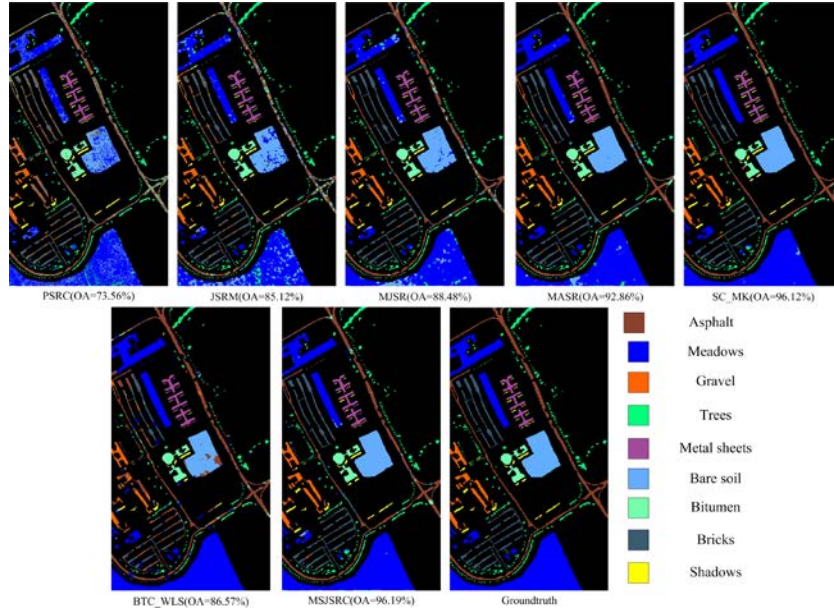 PSRC(OA=73.56%)
JSRM(OA=85.12%)
MJSR(OA=88.48%)
MASR(OA=92.86%)
SC_MK(OA=96.12%)
Asphalt
Meadows
Gravel
Trees
Metal sheets
Bare soil
Bitumen
Bricks
Shadows
BTC_WLS(OA=86.57%)
MSJSRC(OA=96.19%)
Groundtruth